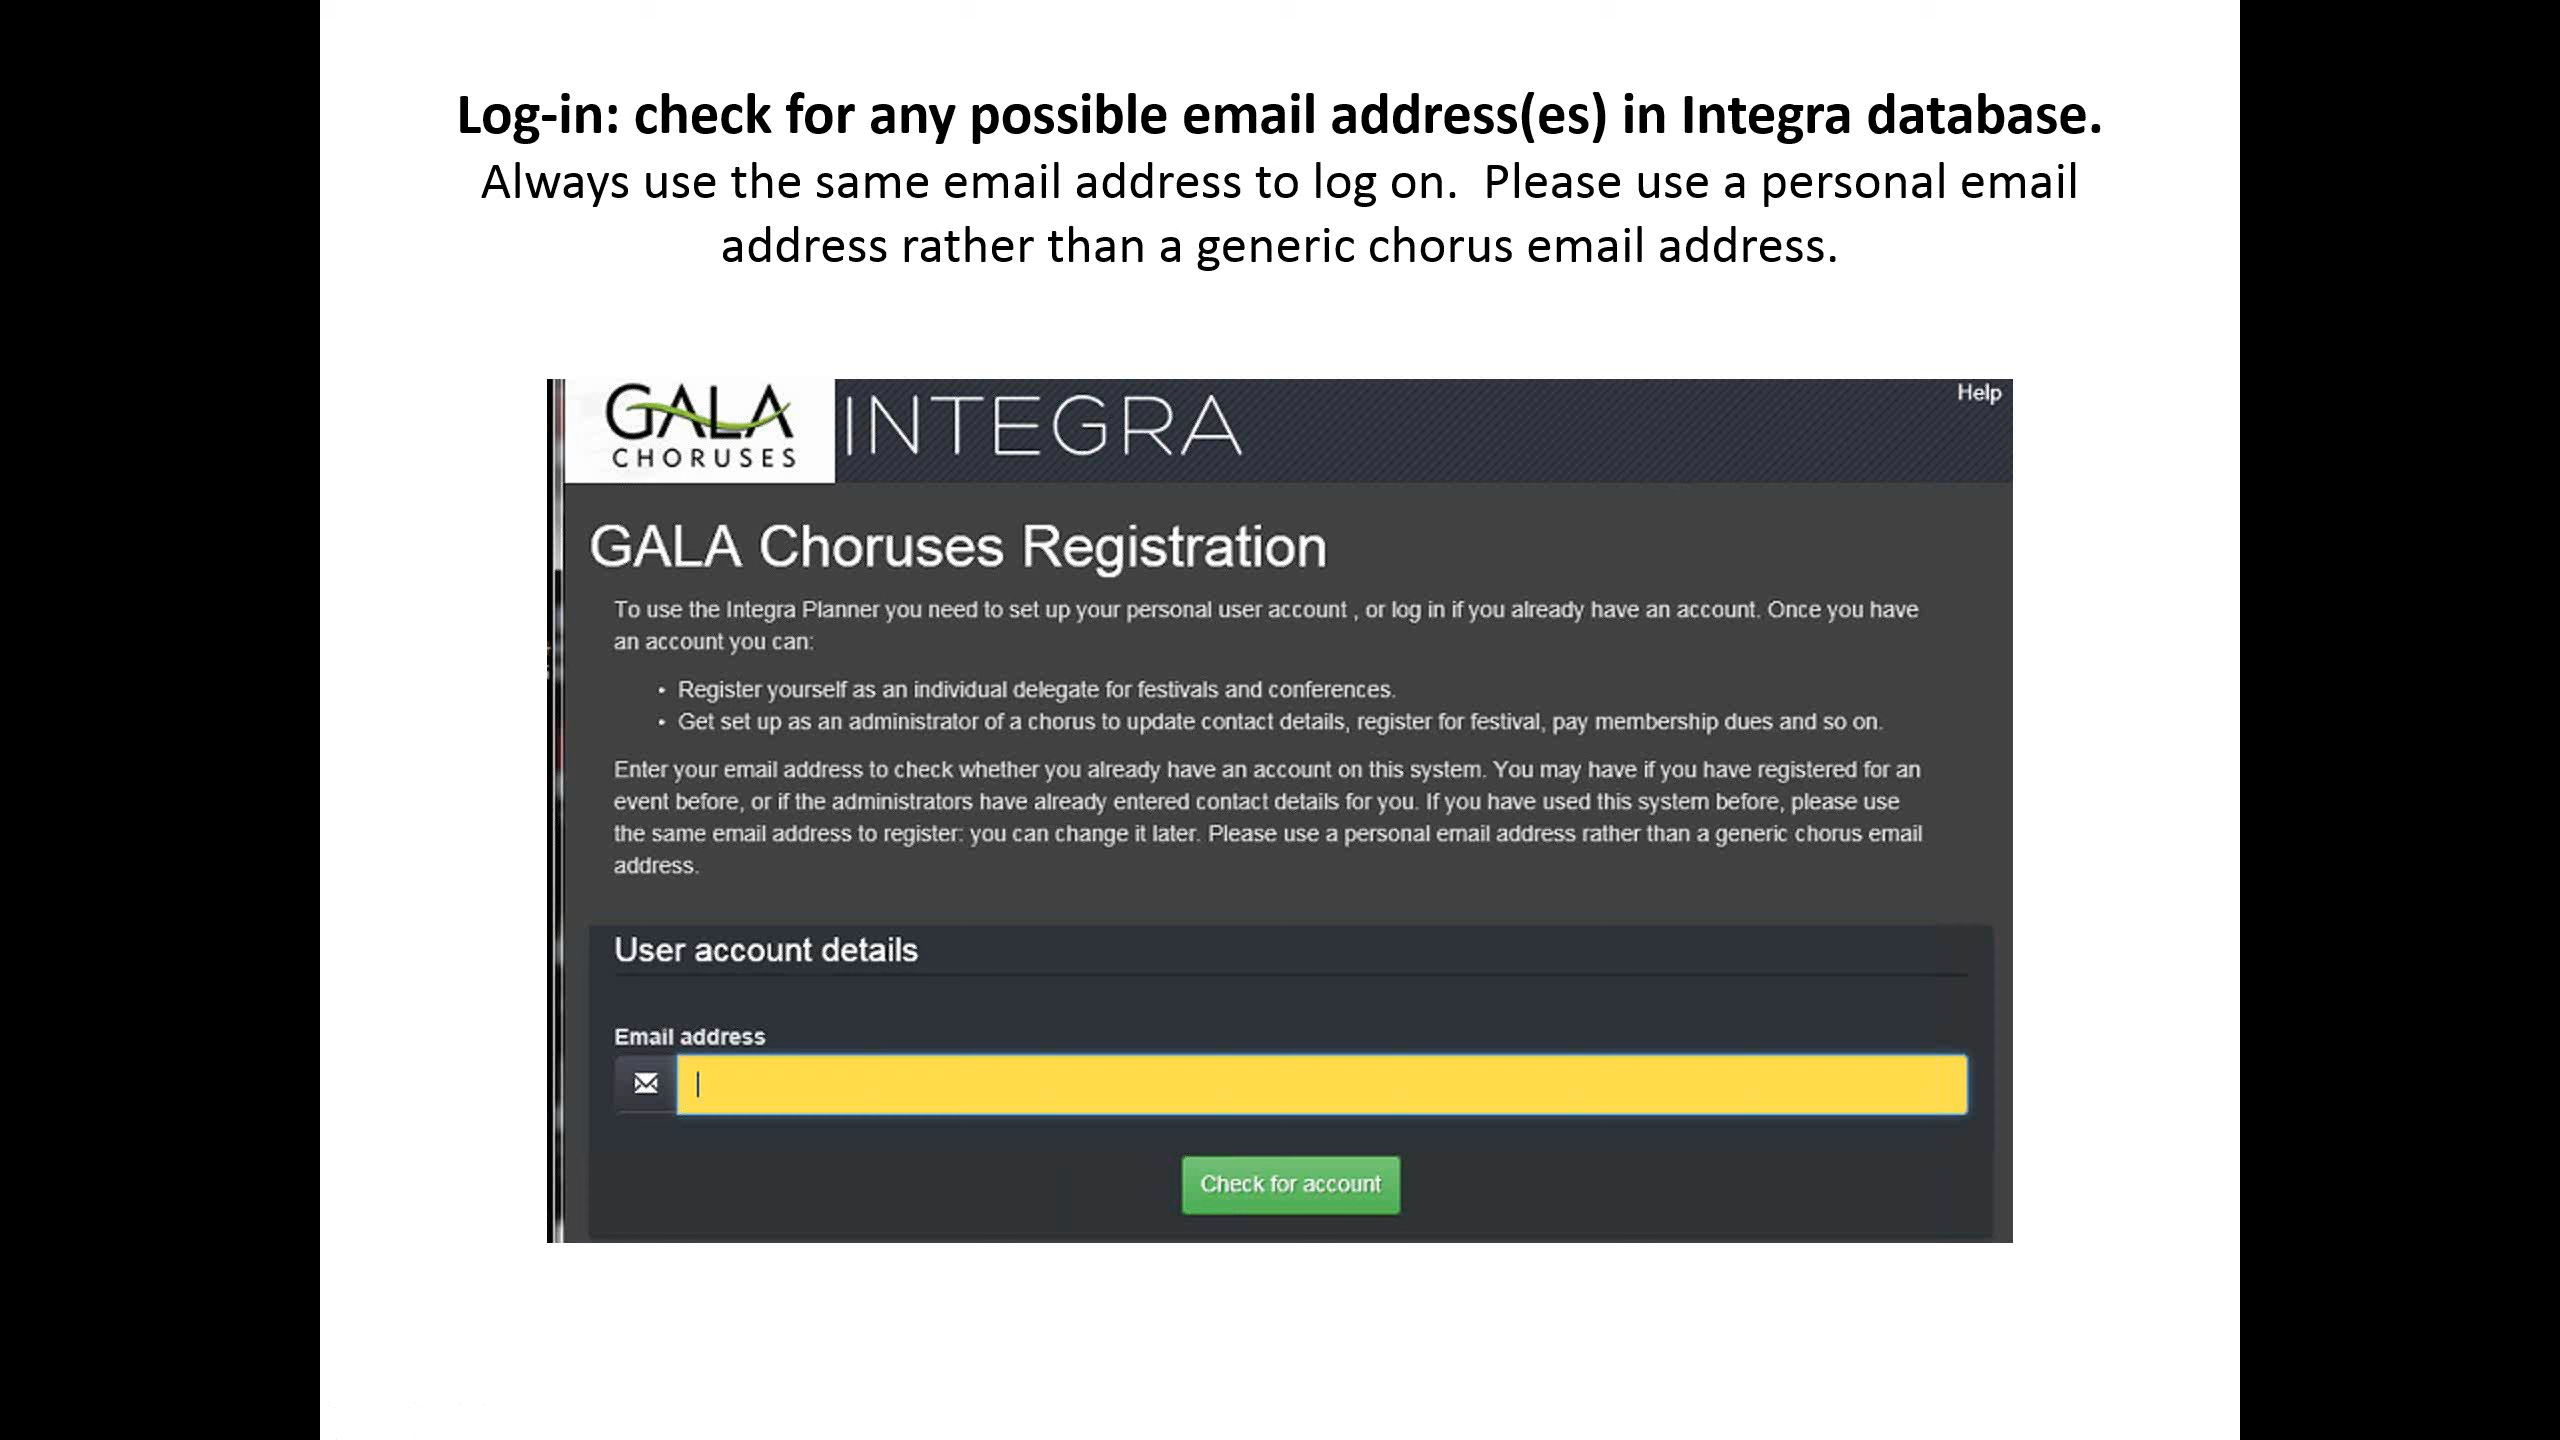 Log-in: check for any possible email address(es) in Integra database.
Always use the same email address to log on.  Please use a personal email
address rather than a generic chorus email address.
GALA
CHORUSES
INTEGRA
Help
GALA Choruses Registration
To use the Integra Planner you need to set up your personal user account , or log in if you already have an account. Once you have
an account you can:
• Register yourself as an individual delegate for festivals and conferences.
• Get set up as an administrator of a chorus to update contact details, register for festival, pay membership dues and so on.
Enter your email address to check whether you already have an account on this system. You may have if you have registered for an
event before, or if the administrators have already entered contact details for you. If you have used this system before, please use
the same email address to register: you can change it later. Please use a personal email address rather than a generic chorus email
address.
User account details
Email address
Check for account